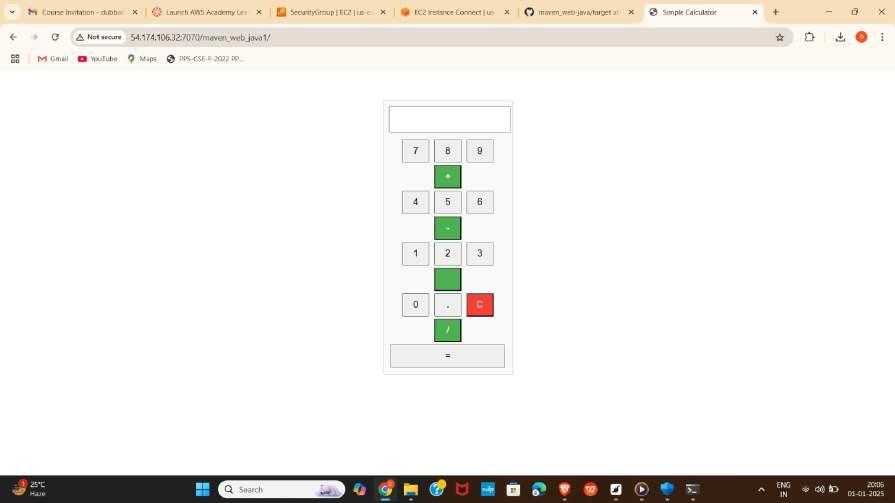 Course Invitation - dubba
Launch AWS Academy Lea
SecurityGroup | EC2 | us-e
EC2 Instance Connect | us-
maven_web-java/target at
Simple Calculator
Not secure
54.174.106.32:7070/maven_web_java1/
D
Gmail
YouTube
Maps
PPS-CSE-F-2022 PP...
7 8 9
+
4 5 6
-
1 2 3
0 . C
/
=
1
25°C
Haze
Search
ENG
IN
20:06
01-01-2025